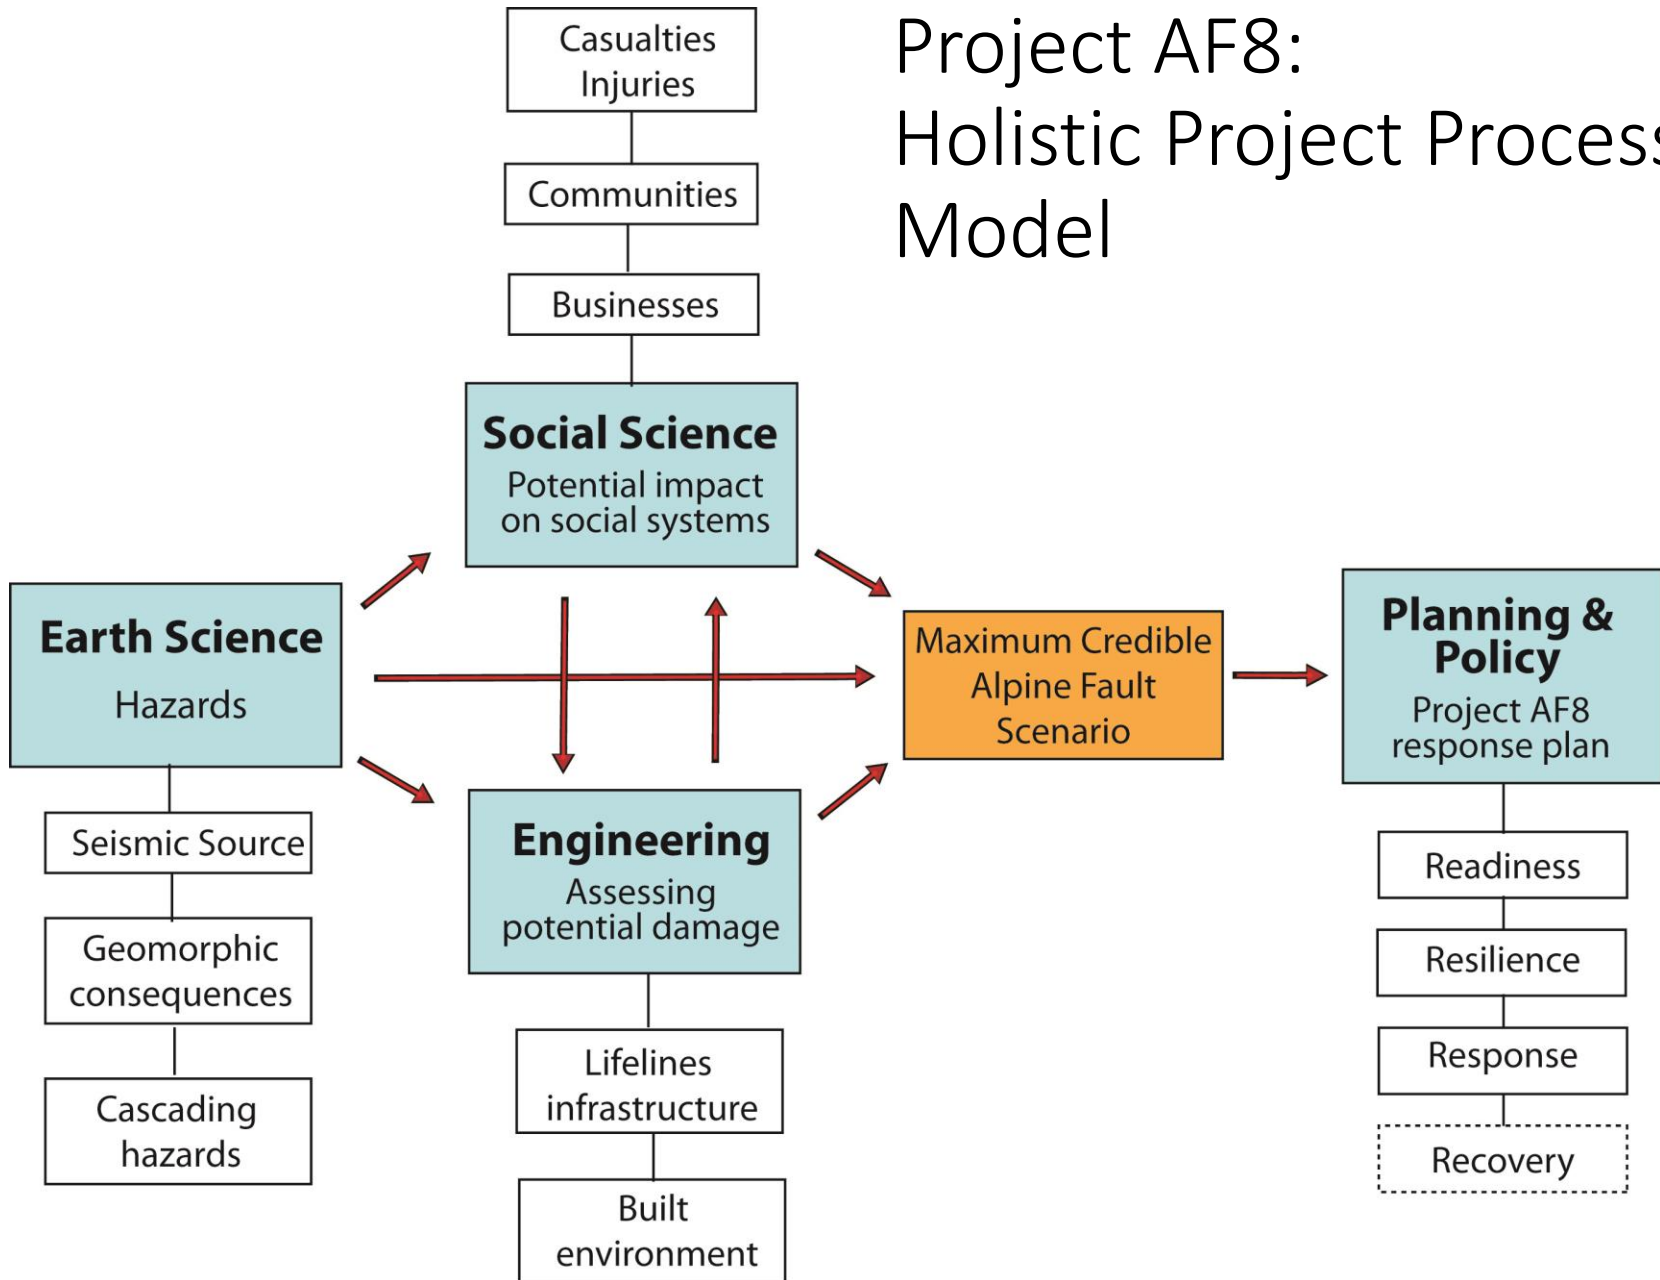 Project AF8:
Holistic Project Process
Model
Casualties
Injuries
Communities
Businesses
Social Science
Potential impact
on social systems
Earth Science
Hazards
Seismic Source
Geomorphic
consequences
Cascading
hazards
Engineering
Assessing
potential damage
Lifelines
infrastructure
Built
environment
Maximum Credible
Alpine Fault
Scenario
Planning &
Policy
Project AF8
response plan
Readiness
Resilience
Response
Recovery